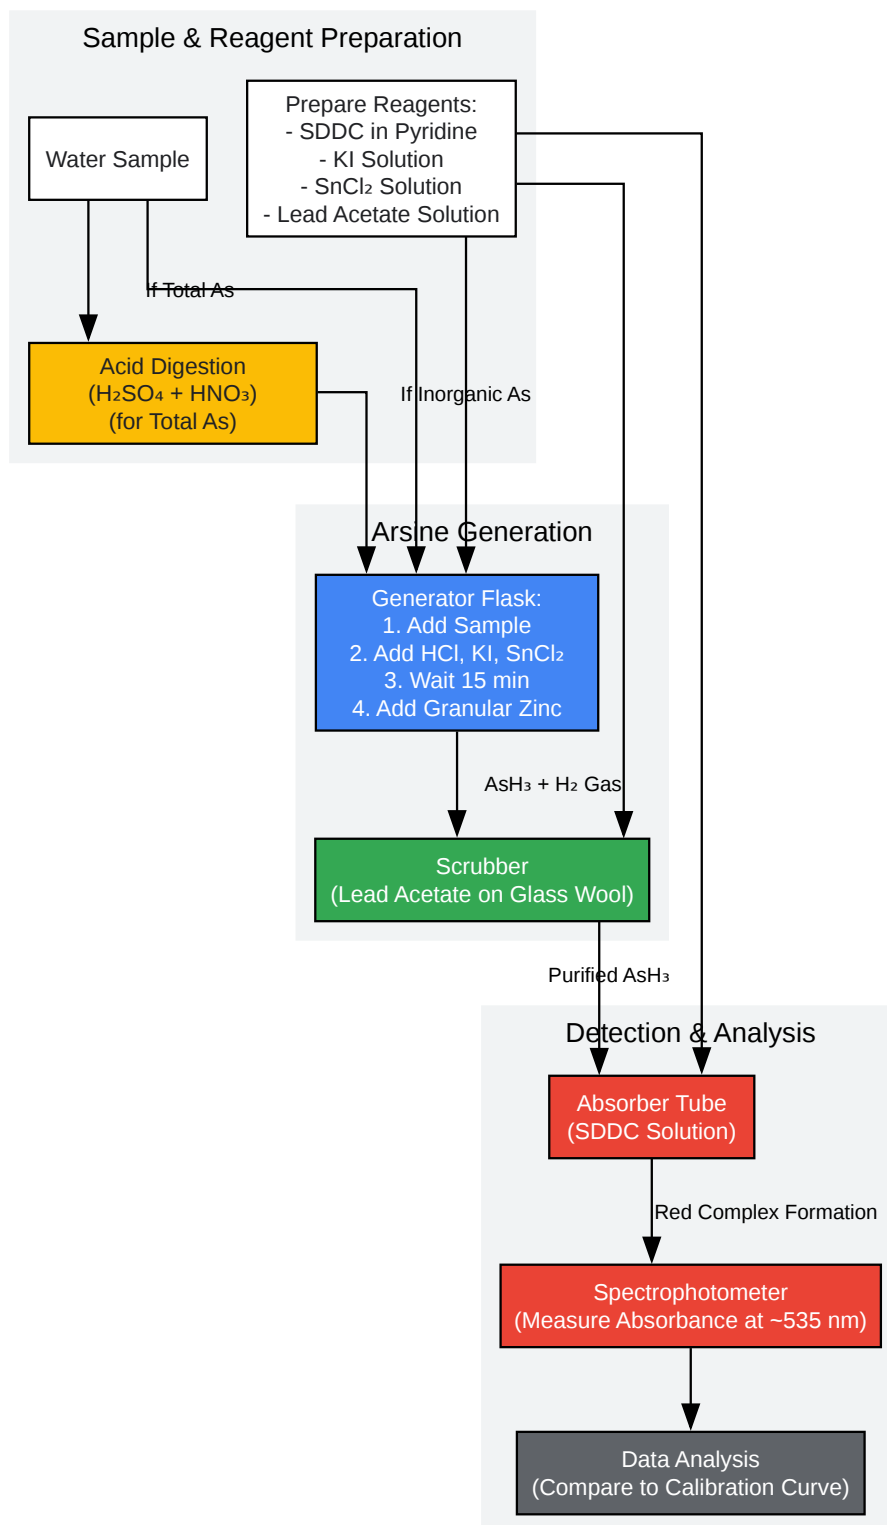 Sample & Reagent Preparation
Water Sample
Prepare Reagents:
- SDDC in Pyridine
- KI Solution
- SnCl₂ Solution
- Lead Acetate Solution
If Total As
Acid Digestion
(H₂SO₄ + HNO₃)
(for Total As)
If Inorganic As
Arsine Generation
Generator Flask:
1. Add Sample
2. Add HCl, KI, SnCl₂
3. Wait 15 min
4. Add Granular Zinc
AsH₃ + H₂ Gas
Scrubber
(Lead Acetate on Glass Wool)
Purified AsH₃
Detection & Analysis
Absorber Tube
(SDDC Solution)
Red Complex Formation
Spectrophotometer
(Measure Absorbance at ~535 nm)
Data Analysis
(Compare to Calibration Curve)